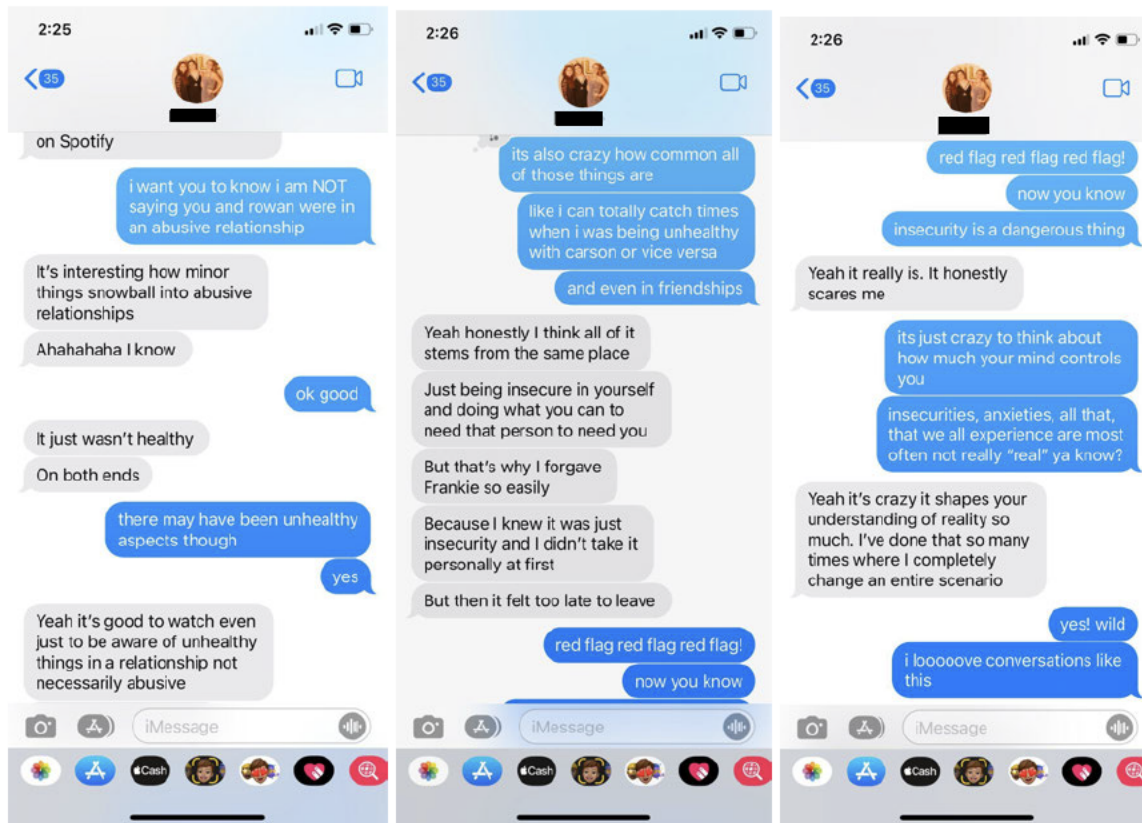 2:25
35
on Spotify
i want you to know i am NOT
saying you and rowan were in
an abusive relationship
It's interesting how minor
things snowball into abusive
relationships
Ahahahaha I know
ok good
It just wasn't healthy
On both ends
there may have been unhealthy
aspects though
yes
Yeah it's good to watch even
just to be aware of unhealthy
things in a relationship not
necessarily abusive
iMessage
Cash
2:26
35
its also crazy how common all
of those things are
like i can totally catch times
when i was being unhealthy
with carson or vice versa
and even in friendships
Yeah honestly I think all of it
stems from the same place
Just being insecure in yourself
and doing what you can to
need that person to need you
But that's why I forgave
Frankie so easily
Because I knew it was just
insecurity and I didn't take it
personally at first
But then it felt too late to leave
red flag red flag red flag!
now you know
iMessage
Cash
2:26
35
red flag red flag red flag!
now you know
insecurity is a dangerous thing
Yeah it really is. It honestly
scares me
its just crazy to think about
how much your mind controls
you
insecurities, anxieties, all that,
that we all experience are most
often not really “real” ya know?
Yeah it's crazy it shapes your
understanding of reality so
much. I've done that so many
times where I completely
change an entire scenario
yes! wild
i looooove conversations like
this
iMessage
Cash